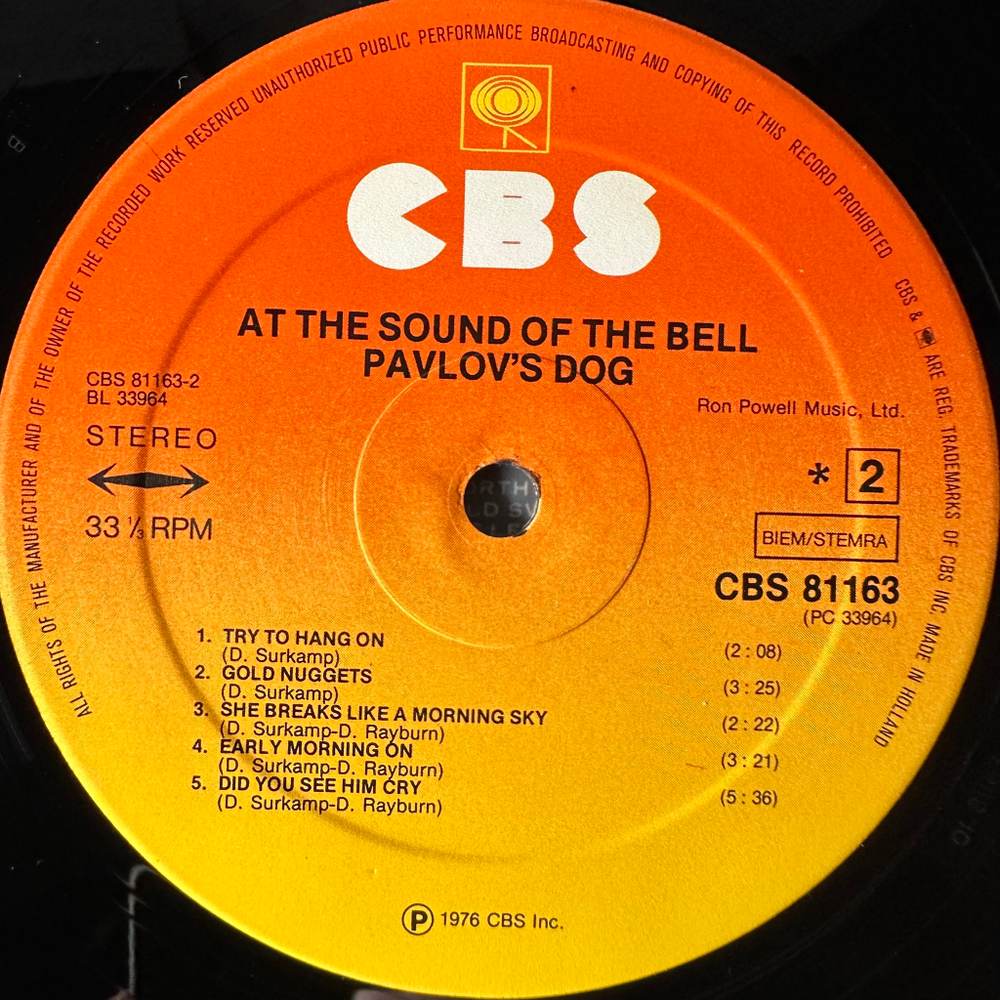 ALL RIGHTS OF THE MANUFACTURER AND OF THE OWNER OF THE RECORDED WORK RESERVED UNAUTHORIZED PUBLIC PERFORMANCE BROADCASTING AND COPYING OF THIS RECORD PROHIBITED CBS & ARE REG. TRADEMARKS OF CBS INC. MADE IN HOLLAND
CBS
AT THE SOUND OF THE BELL
PAVLOV'S DOG
CBS 81163-2
BL 33964
STEREO
33 ⅓ RPM
Ron Powell Music, Ltd.
* 2
BIEM/STEMRA
CBS 81163
(PC 33964)
1. TRY TO HANG ON (2 : 08)
(D. Surkamp)
2. GOLD NUGGETS (3 : 25)
(D. Surkamp)
3. SHE BREAKS LIKE A MORNING SKY (2 : 22)
(D. Surkamp-D. Rayburn)
4. EARLY MORNING ON (3 : 21)
(D. Surkamp-D. Rayburn)
5. DID YOU SEE HIM CRY (5 : 36)
(D. Surkamp-D. Rayburn)
Ⓟ 1976 CBS Inc.